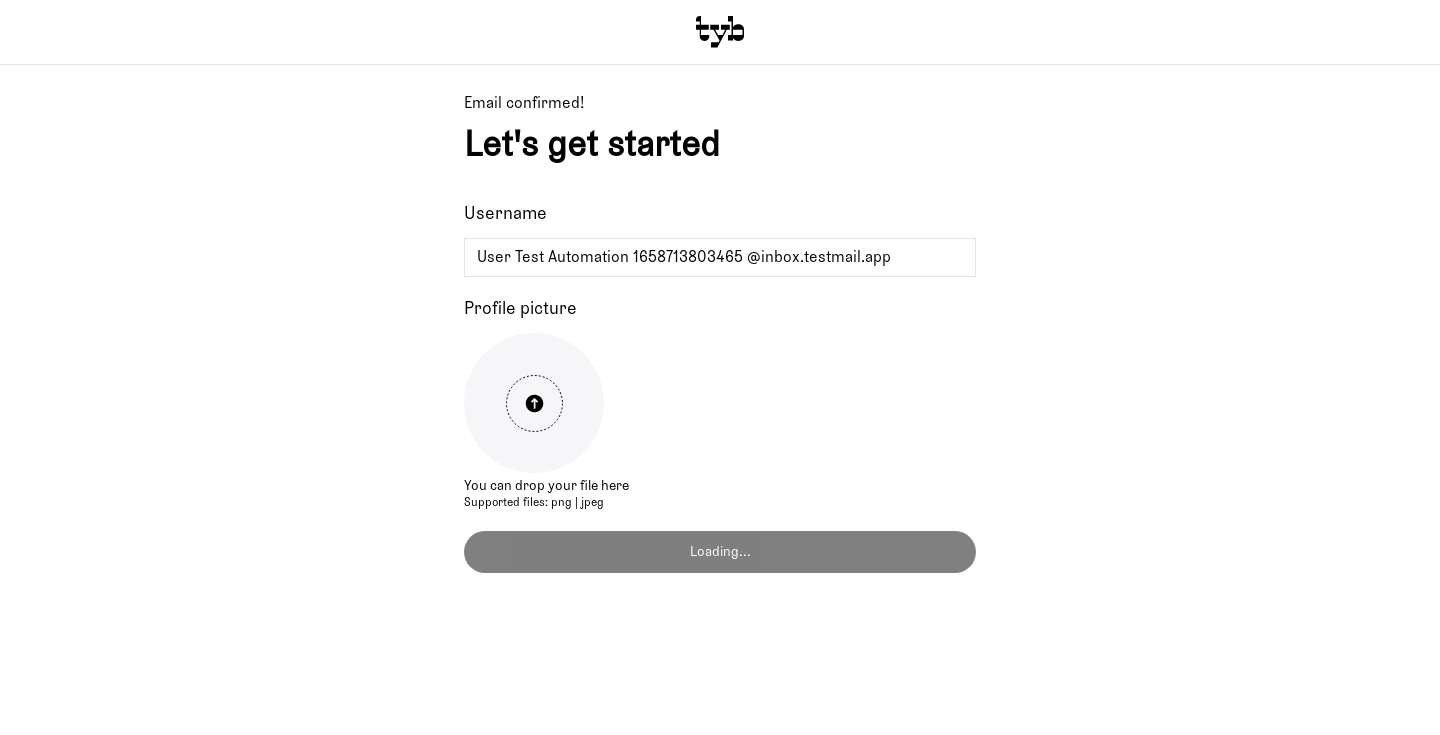 tyb
Email confirmed!
Let's get started
Username
User Test Automation 1658713803465 @inbox.testmail.app
Profile picture
You can drop your file here
Supported files: png | jpeg
Loading...